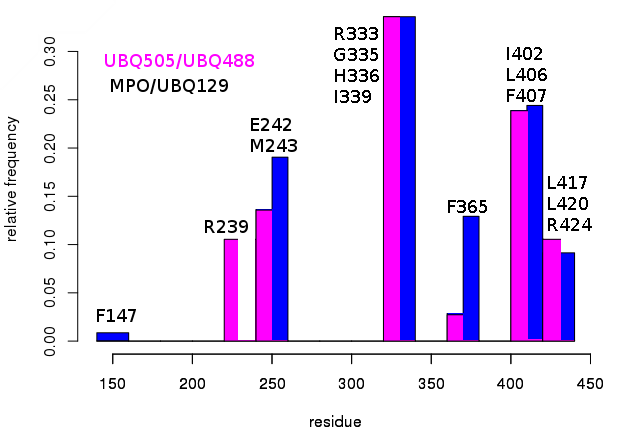 UBQ505/UBQ488
MPO/UBQ129
R333
G335
H336
I339
I402
L406
F407
E242
M243
L417
L420
R424
F365
R239
F147
relative frequency
0.30
0.25
0.20
0.15
0.10
0.05
0.00
150 200 250 300 350 400 450
residue